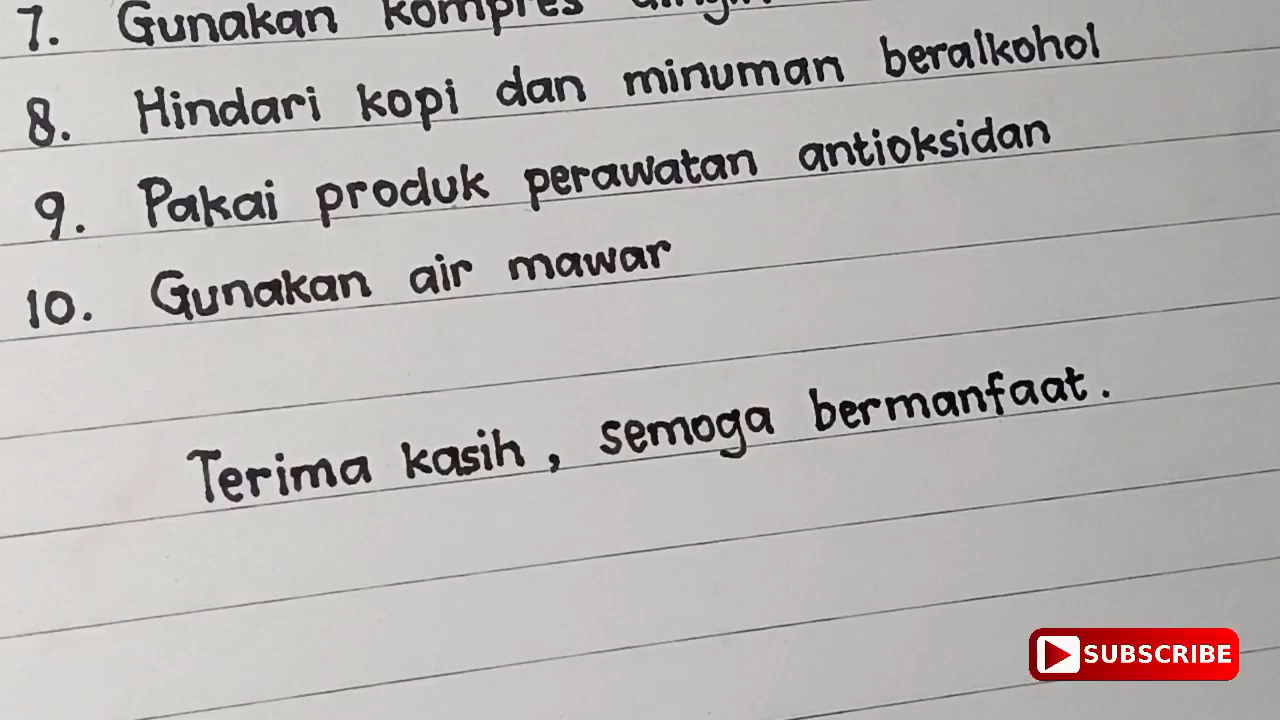 7. Gunakan kompres dingin
8. Hindari kopi dan minuman beralkohol
9. Pakai produk perawatan antioksidan
10. Gunakan air mawar
Terima kasih, semoga bermanfaat.
SUBSCRIBE